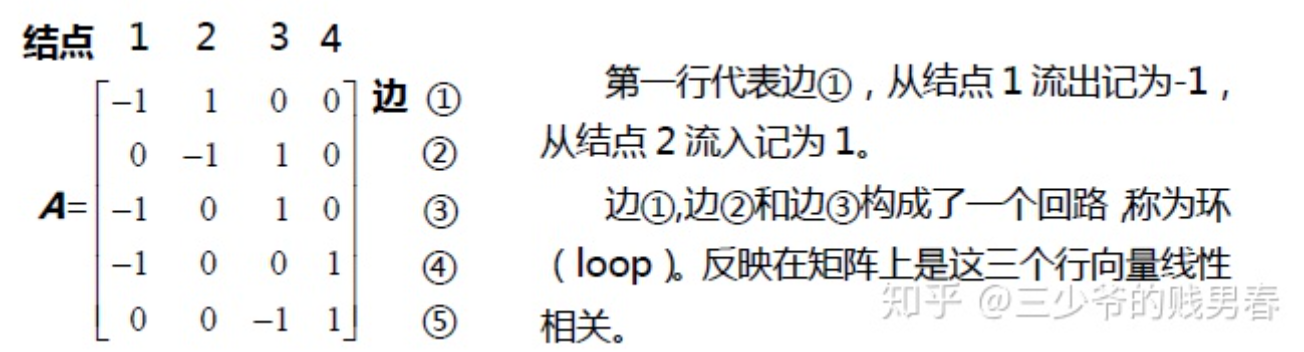 结点 1 2 3 4
-1 1 0 0 边 ①
0 -1 1 0 ②
A= -1 0 1 0 ③
-1 0 0 1 ④
0 0 -1 1 ⑤
第一行代表边①，从结点 1 流出记为-1，
从结点 2 流入记为 1。
边①,边②和边③构成了一个回路,称为环
（loop）。反映在矩阵上是这三个行向量线性
相关。
知乎 @三少爷的贱男春